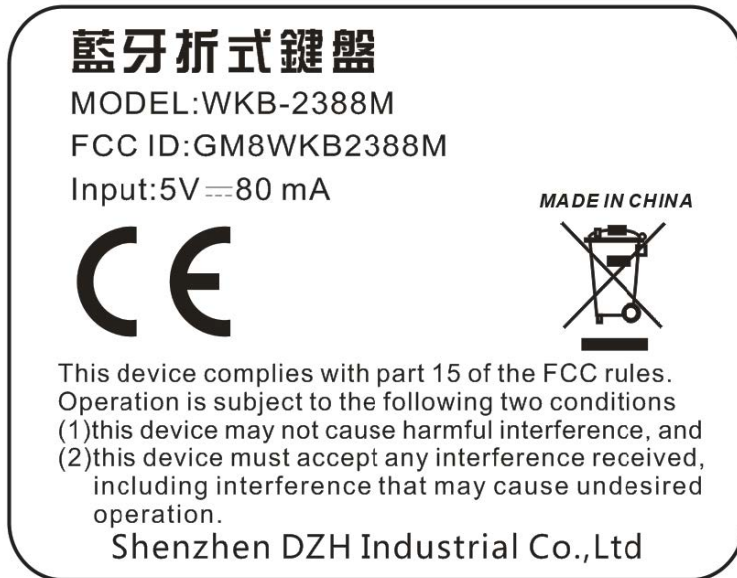 藍牙折式鍵盤
MODEL:WKB-2388M
FCC ID:GM8WKB2388M
Input:5V⎓80 mA
MADE IN CHINA
CE
This device complies with part 15 of the FCC rules.
Operation is subject to the following two conditions
(1)this device may not cause harmful interference, and
(2)this device must accept any interference received,
including interference that may cause undesired
operation.
Shenzhen DZH Industrial Co.,Ltd